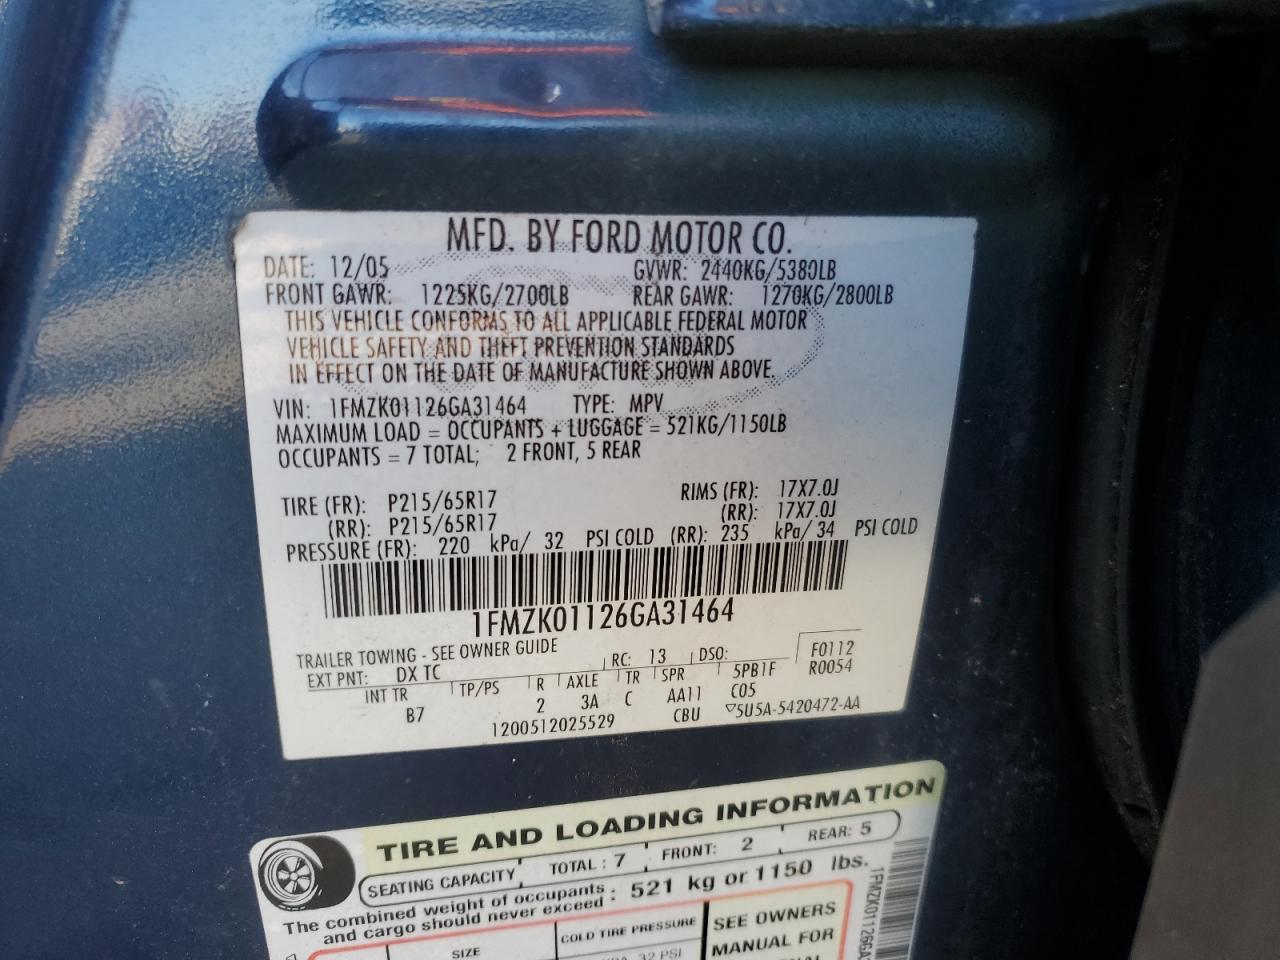 MFD. BY FORD MOTOR CO.
DATE: 12/05 GVWR: 2440KG/5380LB
FRONT GAWR: 1225KG/2700LB REAR GAWR: 1270KG/2800LB
THIS VEHICLE CONFORMS TO ALL APPLICABLE FEDERAL MOTOR
VEHICLE SAFETY AND THEFT PREVENTION STANDARDS
IN EFFECT ON THE DATE OF MANUFACTURE SHOWN ABOVE.
VIN: 1FMZK01126GA31464 TYPE: MPV
MAXIMUM LOAD = OCCUPANTS + LUGGAGE = 521KG/1150LB
OCCUPANTS = 7 TOTAL; 2 FRONT, 5 REAR
TIRE (FR): P215/65R17 RIMS (FR): 17X7.0J
(RR): P215/65R17 (RR): 17X7.0J
PRESSURE (FR): 220 kPa/ 32 PSI COLD (RR): 235 kPa/ 34 PSI COLD
1FMZK01126GA31464
TRAILER TOWING - SEE OWNER GUIDE
EXT PNT: DX TC RC: 13 DSO: F0112
R0054
INT TR TP/PS R AXLE TR SPR 5PB1F
B7 2 3A C AA11 C05
1200512025529 CBU ▽5U5A-5420472-AA
TIRE AND LOADING INFORMATION
SEATING CAPACITY TOTAL: 7 FRONT: 2 REAR: 5
The combined weight of occupants
and cargo should never exceed : 521 kg or 1150 lbs.
SIZE COLD TIRE PRESSURE SEE OWNERS
32 PSI MANUAL FOR